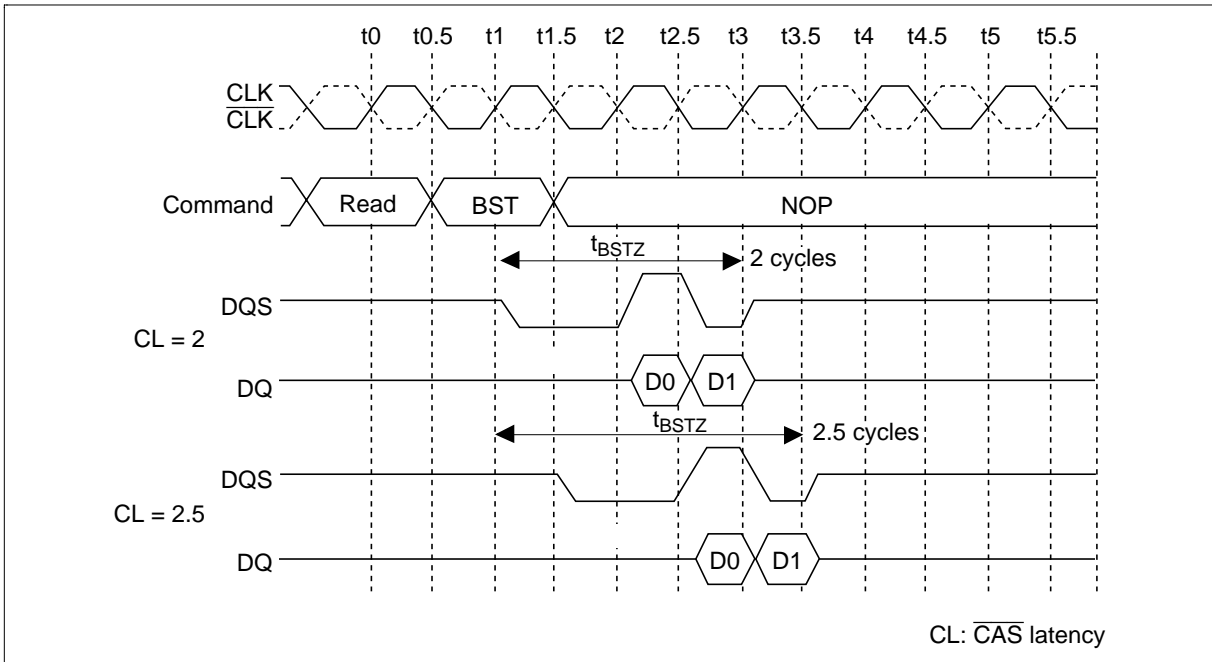 t0 t0.5 t1 t1.5 t2 t2.5 t3 t3.5 t4 t4.5 t5 t5.5
CLK
C̅L̅K̅
Command Read BST NOP
tBSTZ 2 cycles
DQS
CL = 2
DQ D0 D1
tBSTZ 2.5 cycles
DQS
CL = 2.5
DQ D0 D1
CL: C̅A̅S̅ latency